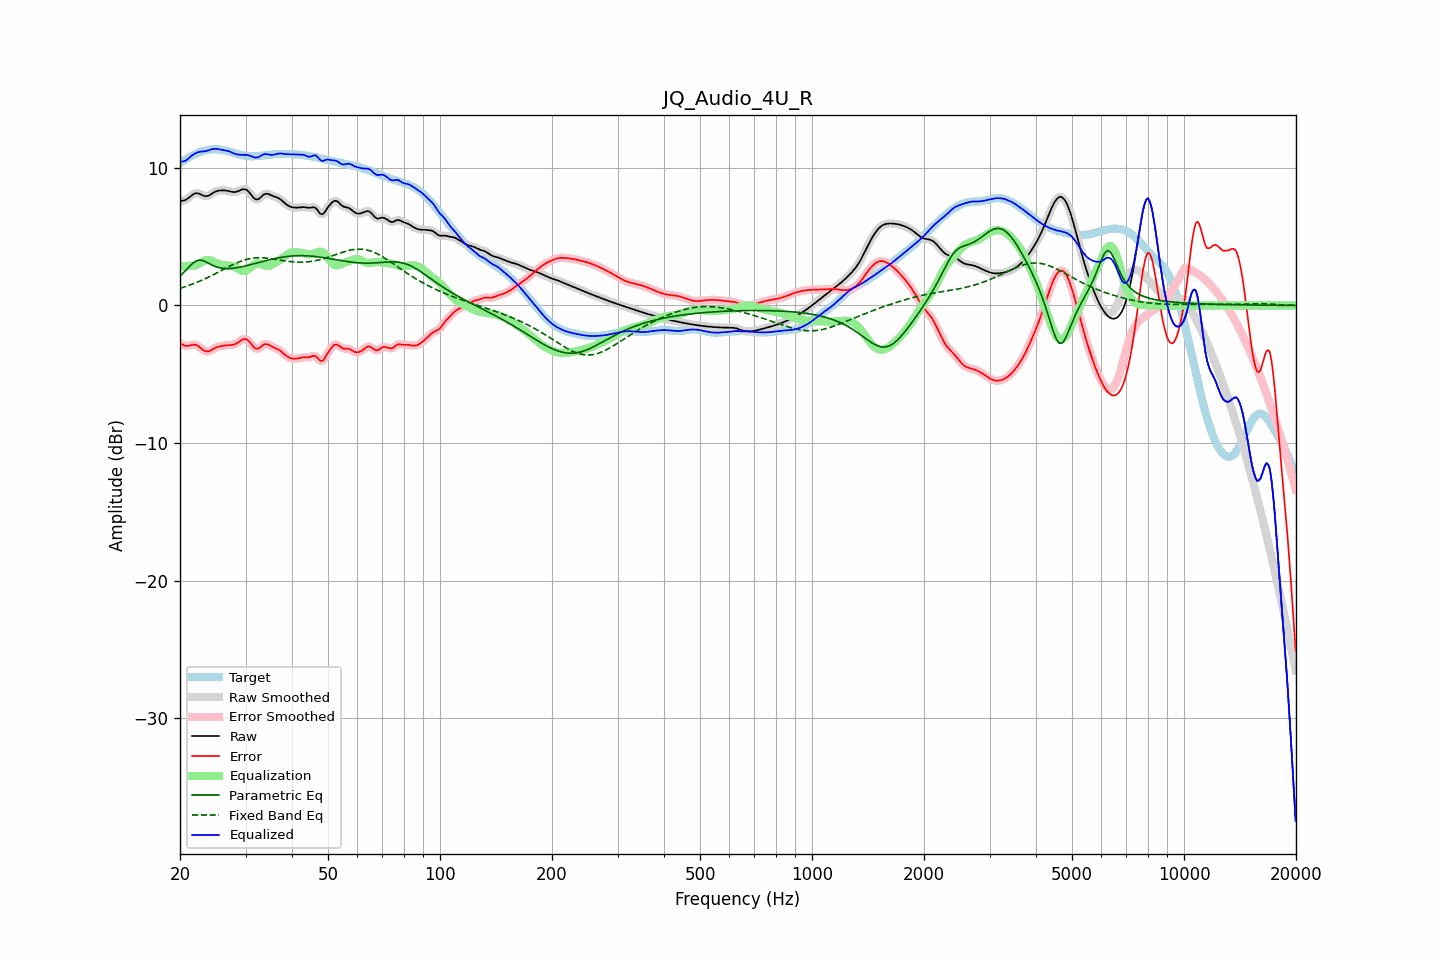 JQ_Audio_4U_R
Amplitude (dBr)
10
0
−10
−20
−30
Target
Raw Smoothed
Error Smoothed
Raw
Error
Equalization
Parametric Eq
Fixed Band Eq
Equalized
20 50 100 200 500 1000 2000 5000 10000 20000
Frequency (Hz)